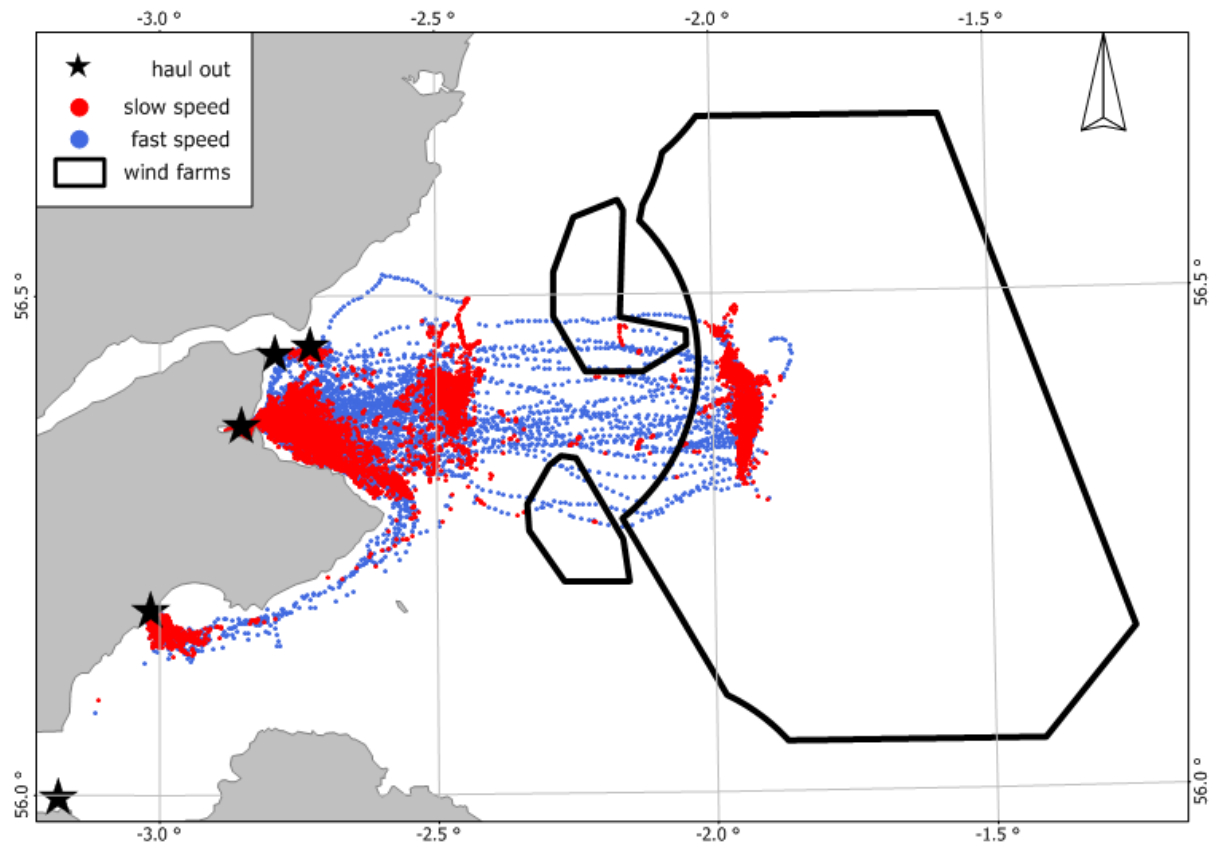 -3.0 ° -2.5 ° -2.0 ° -1.5 °
haul out
slow speed
fast speed
wind farms
56.5 ° 56.5 °
56.0 ° 56.0 °
-3.0 ° -2.5 ° -2.0 ° -1.5 °